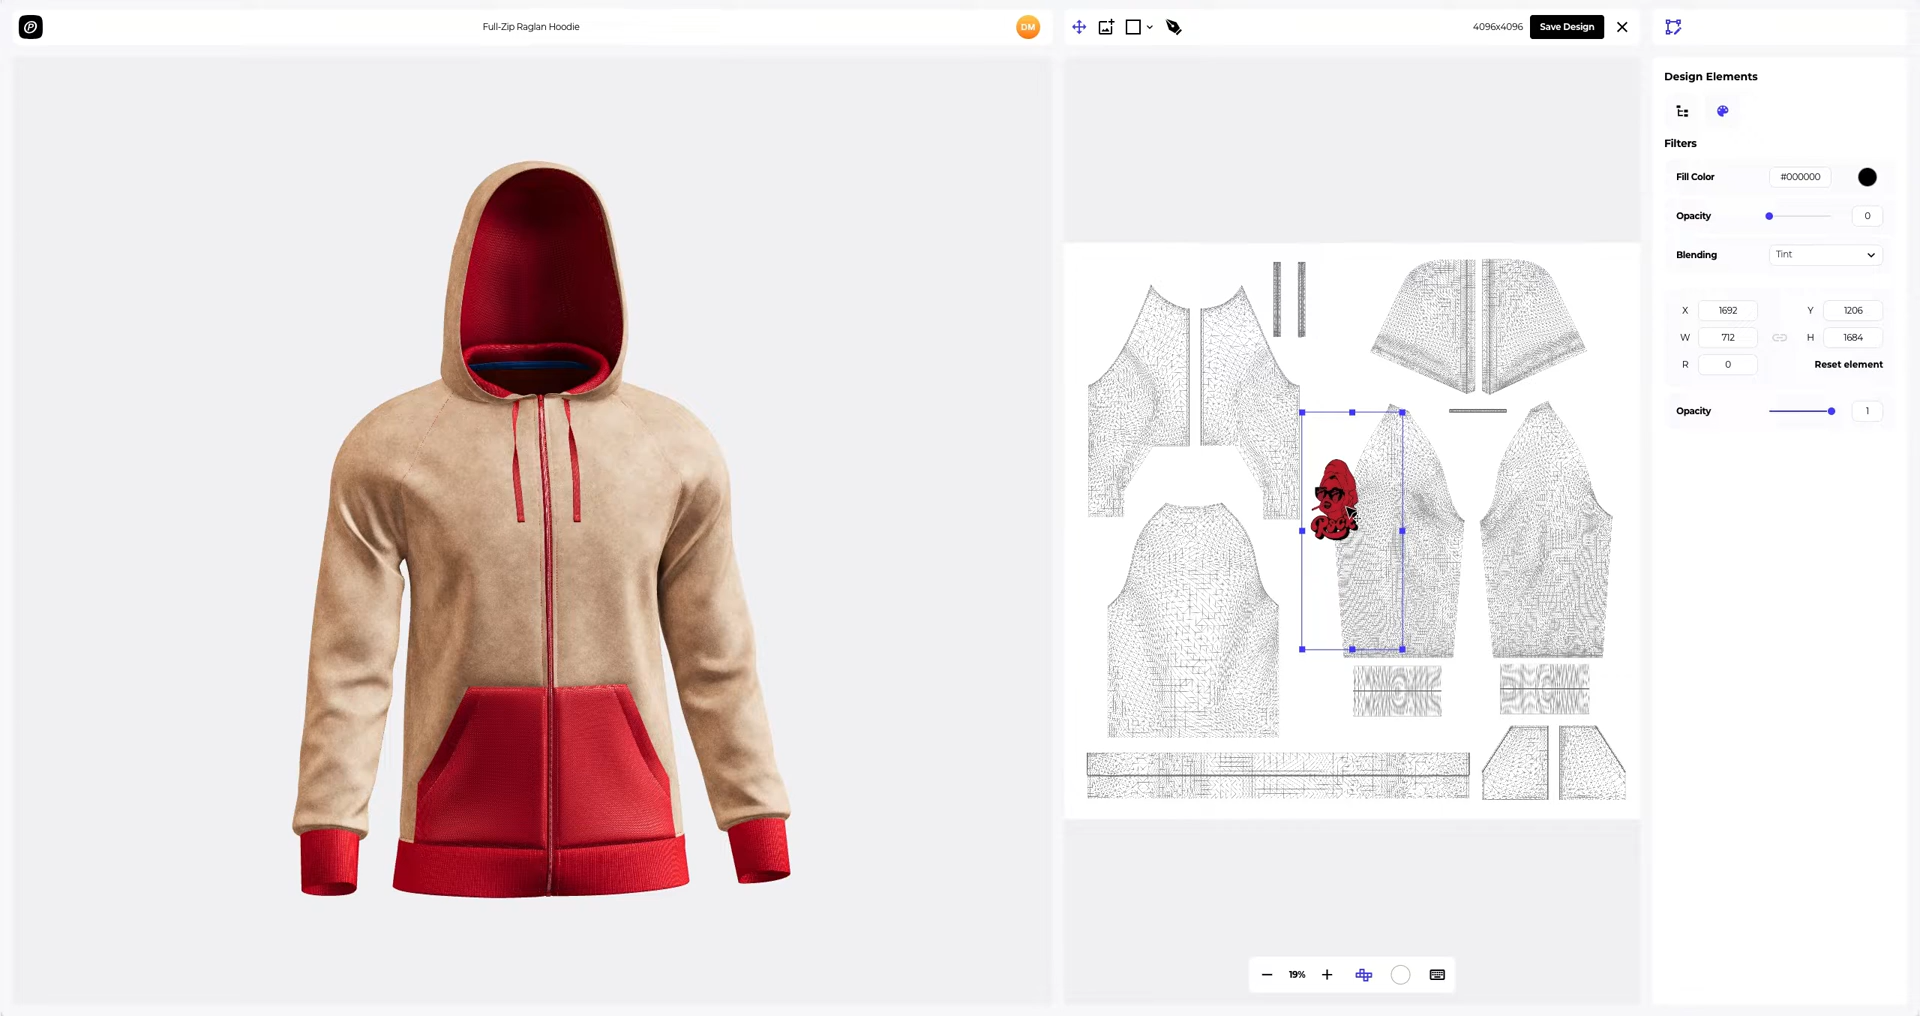 Full-Zip Raglan Hoodie
DM
4096x4096
Save Design
Design Elements
Filters
Fill Color
#000000
Opacity
0
Blending
Tint
X
1692
Y
1206
W
712
H
1684
R
0
Reset element
Opacity
1
Rock
19%